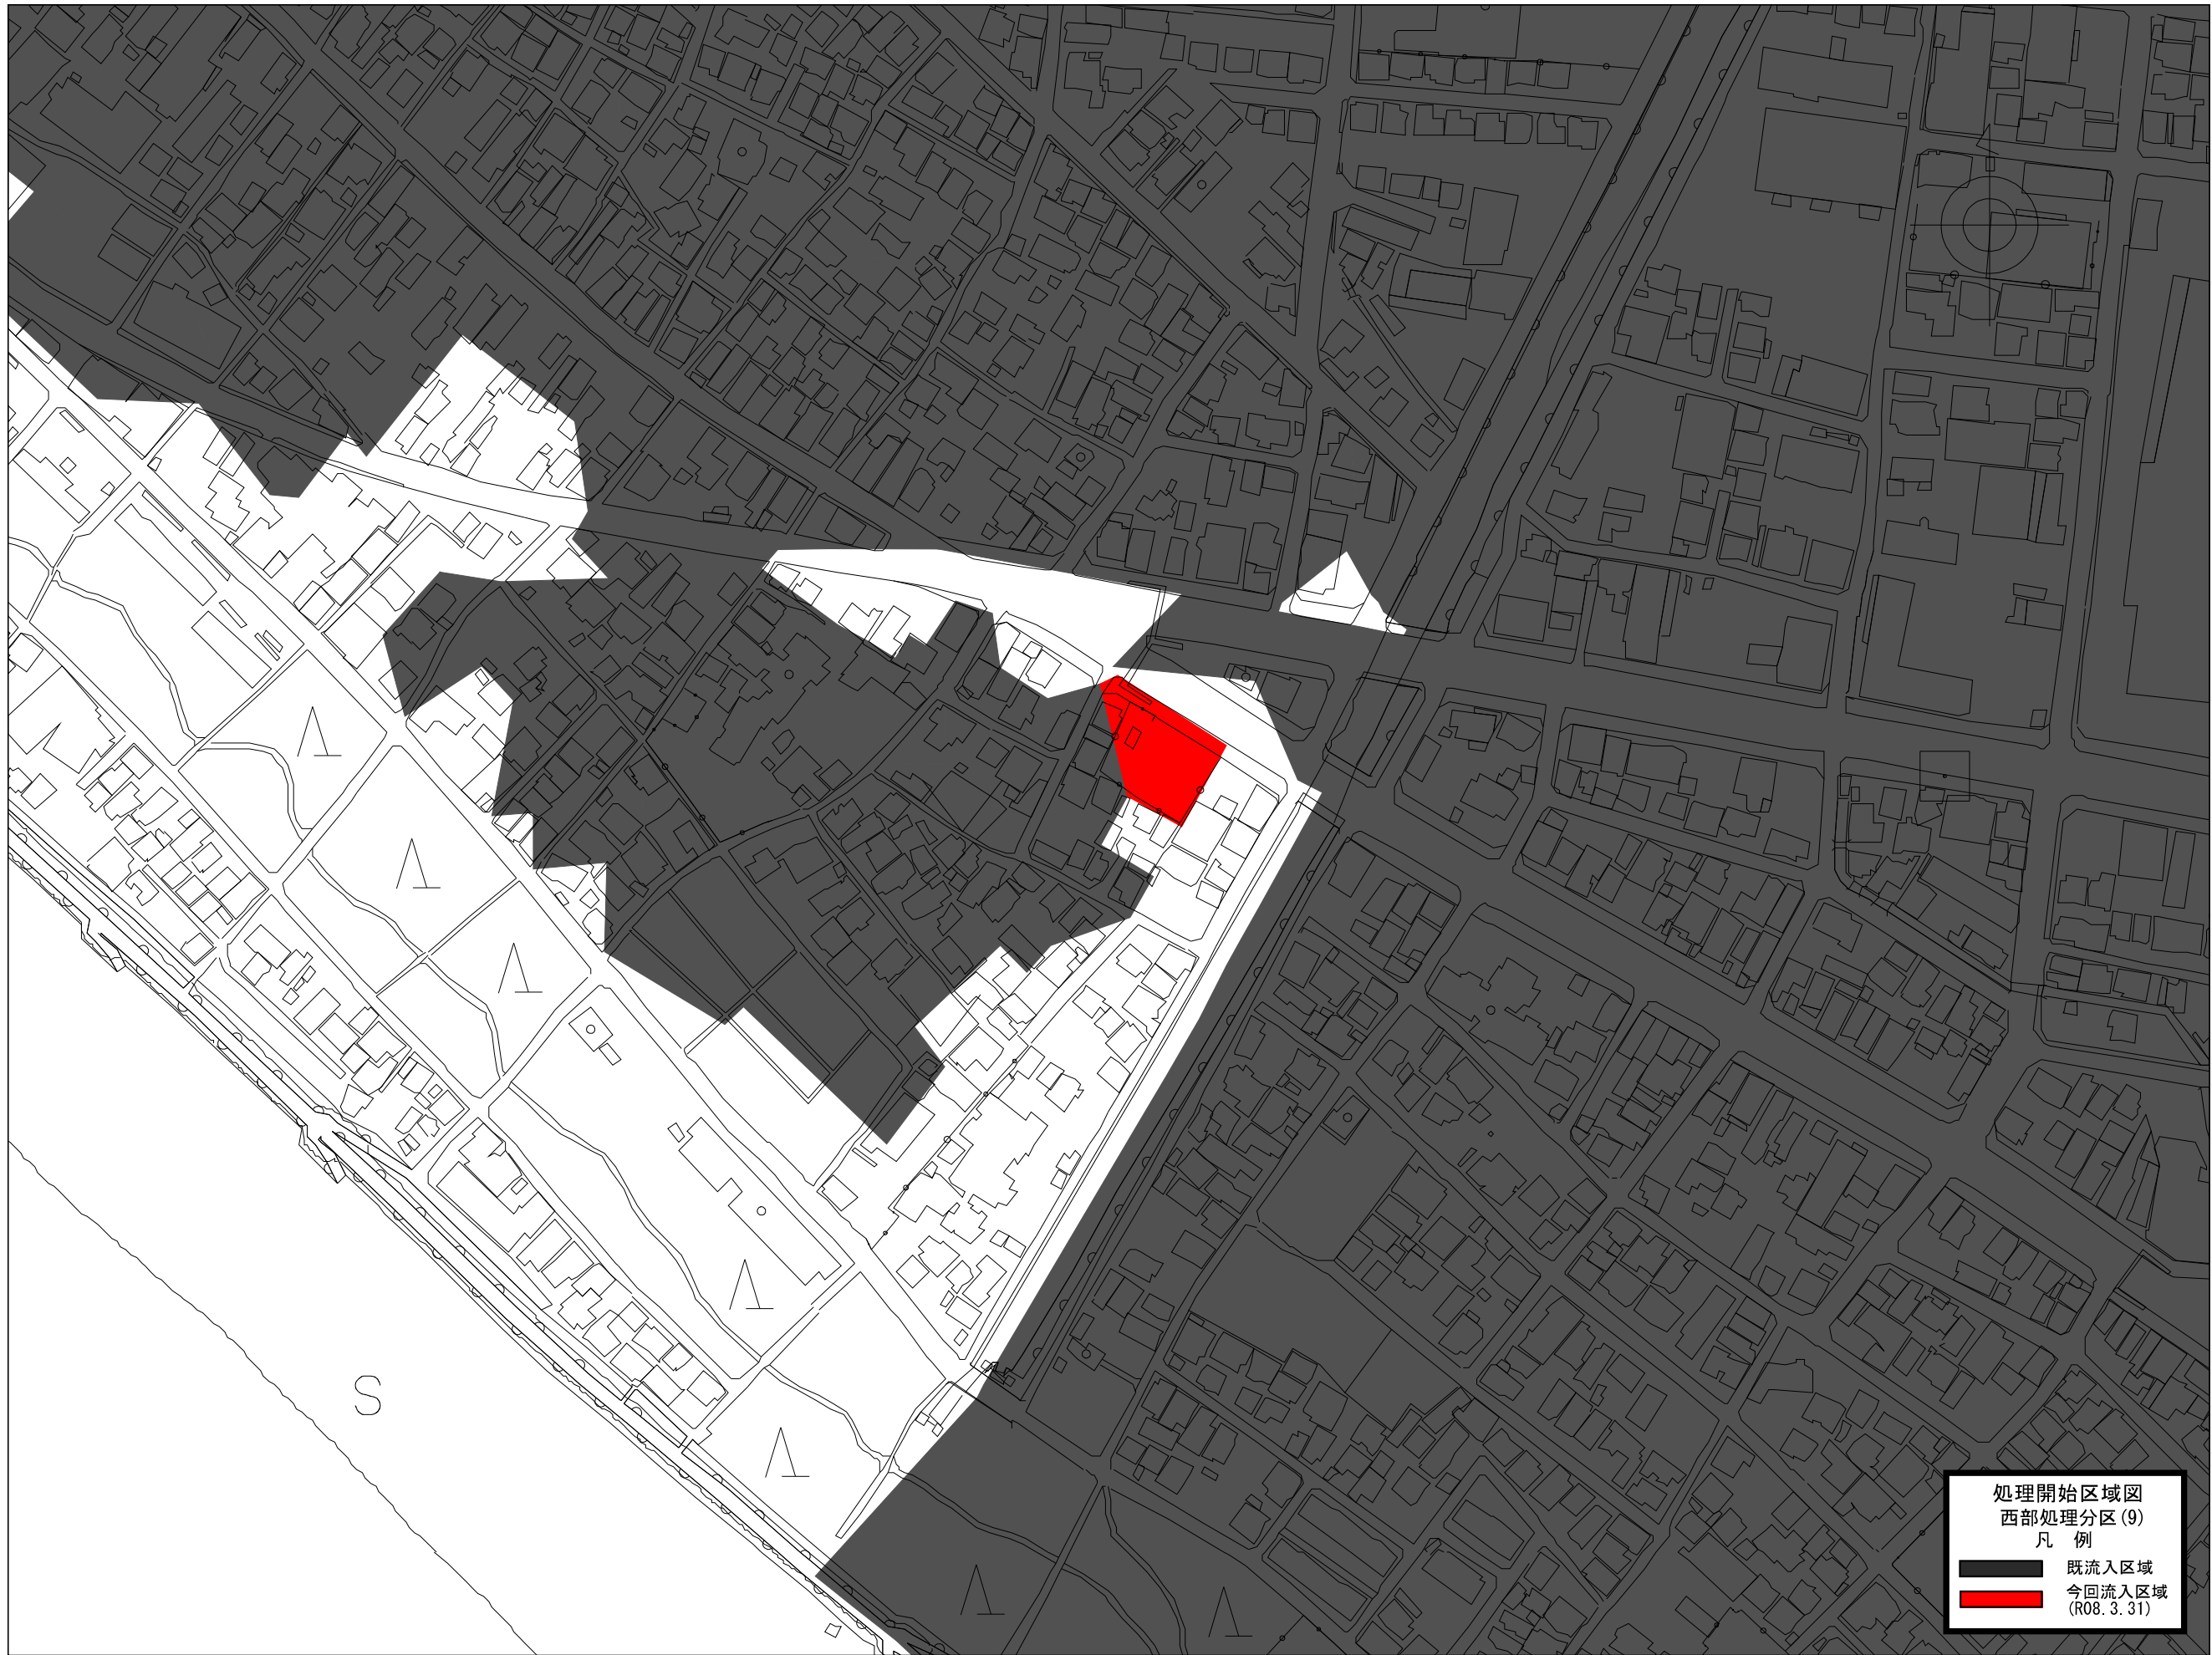 処理開始区域図
西部処理分区(9)
凡 例
既流入区域
今回流入区域
(R08.3.31)
S